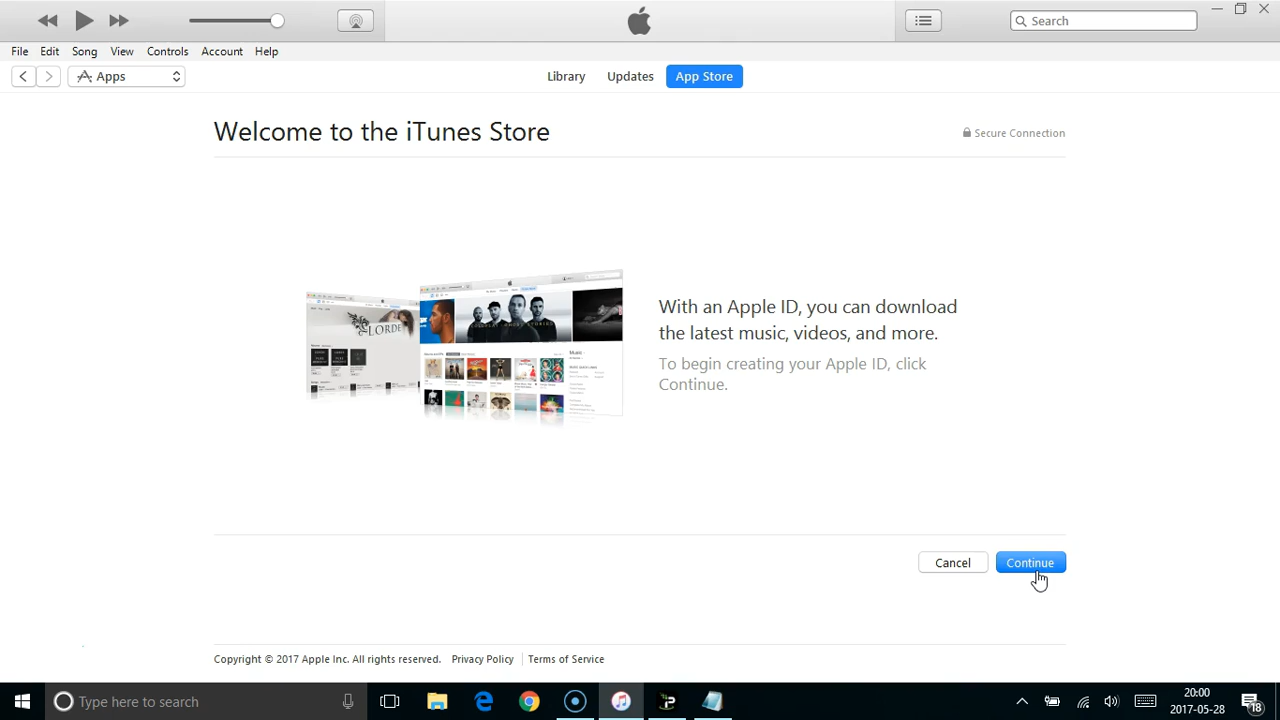 Search
File Edit Song View Controls Account Help
Apps Library Updates App Store
Welcome to the iTunes Store
Secure Connection
LORDE
With an Apple ID, you can download
the latest music, videos, and more.
To begin creating your Apple ID, click
Continue.
Cancel Continue
Copyright © 2017 Apple Inc. All rights reserved. Privacy Policy Terms of Service
Type here to search
20:00
2017-05-28
18